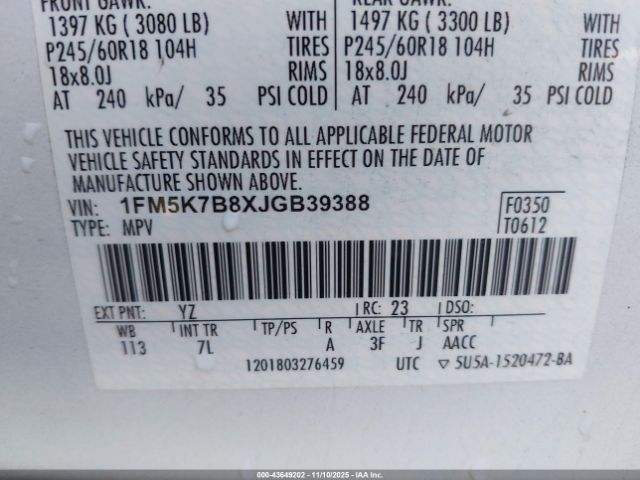 FRONT GAWR: REAR GAWR:
1397 KG ( 3080 LB) WITH 1497 KG ( 3300 LB) WITH
P245/60R18 104H TIRES P245/60R18 104H TIRES
18x8.0J RIMS 18x8.0J RIMS
AT 240 kPa/ 35 PSI COLD AT 240 kPa/ 35 PSI COLD
THIS VEHICLE CONFORMS TO ALL APPLICABLE FEDERAL MOTOR
VEHICLE SAFETY STANDARDS IN EFFECT ON THE DATE OF
MANUFACTURE SHOWN ABOVE.
VIN: 1FM5K7B8XJGB39388 F0350
TYPE: MPV T0612
EXT PNT: YZ RC: 23 DSO:
WB INT TR TP/PS R AXLE TR SPR
113 7L A 3F J AACC
1201803276459 UTC ▽ 5U5A-1520472-BA
000-43649202 - 11/10/2025 - IAA Inc.